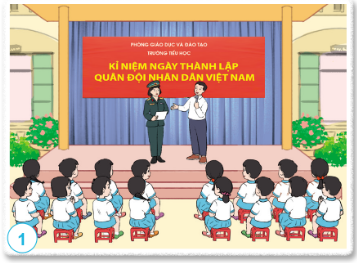 PHÒNG GIÁO DỤC VÀ ĐÀO TẠO
TRƯỜNG TIỂU HỌC
KỈ NIỆM NGÀY THÀNH LẬP
QUÂN ĐỘI NHÂN DÂN VIỆT NAM
1